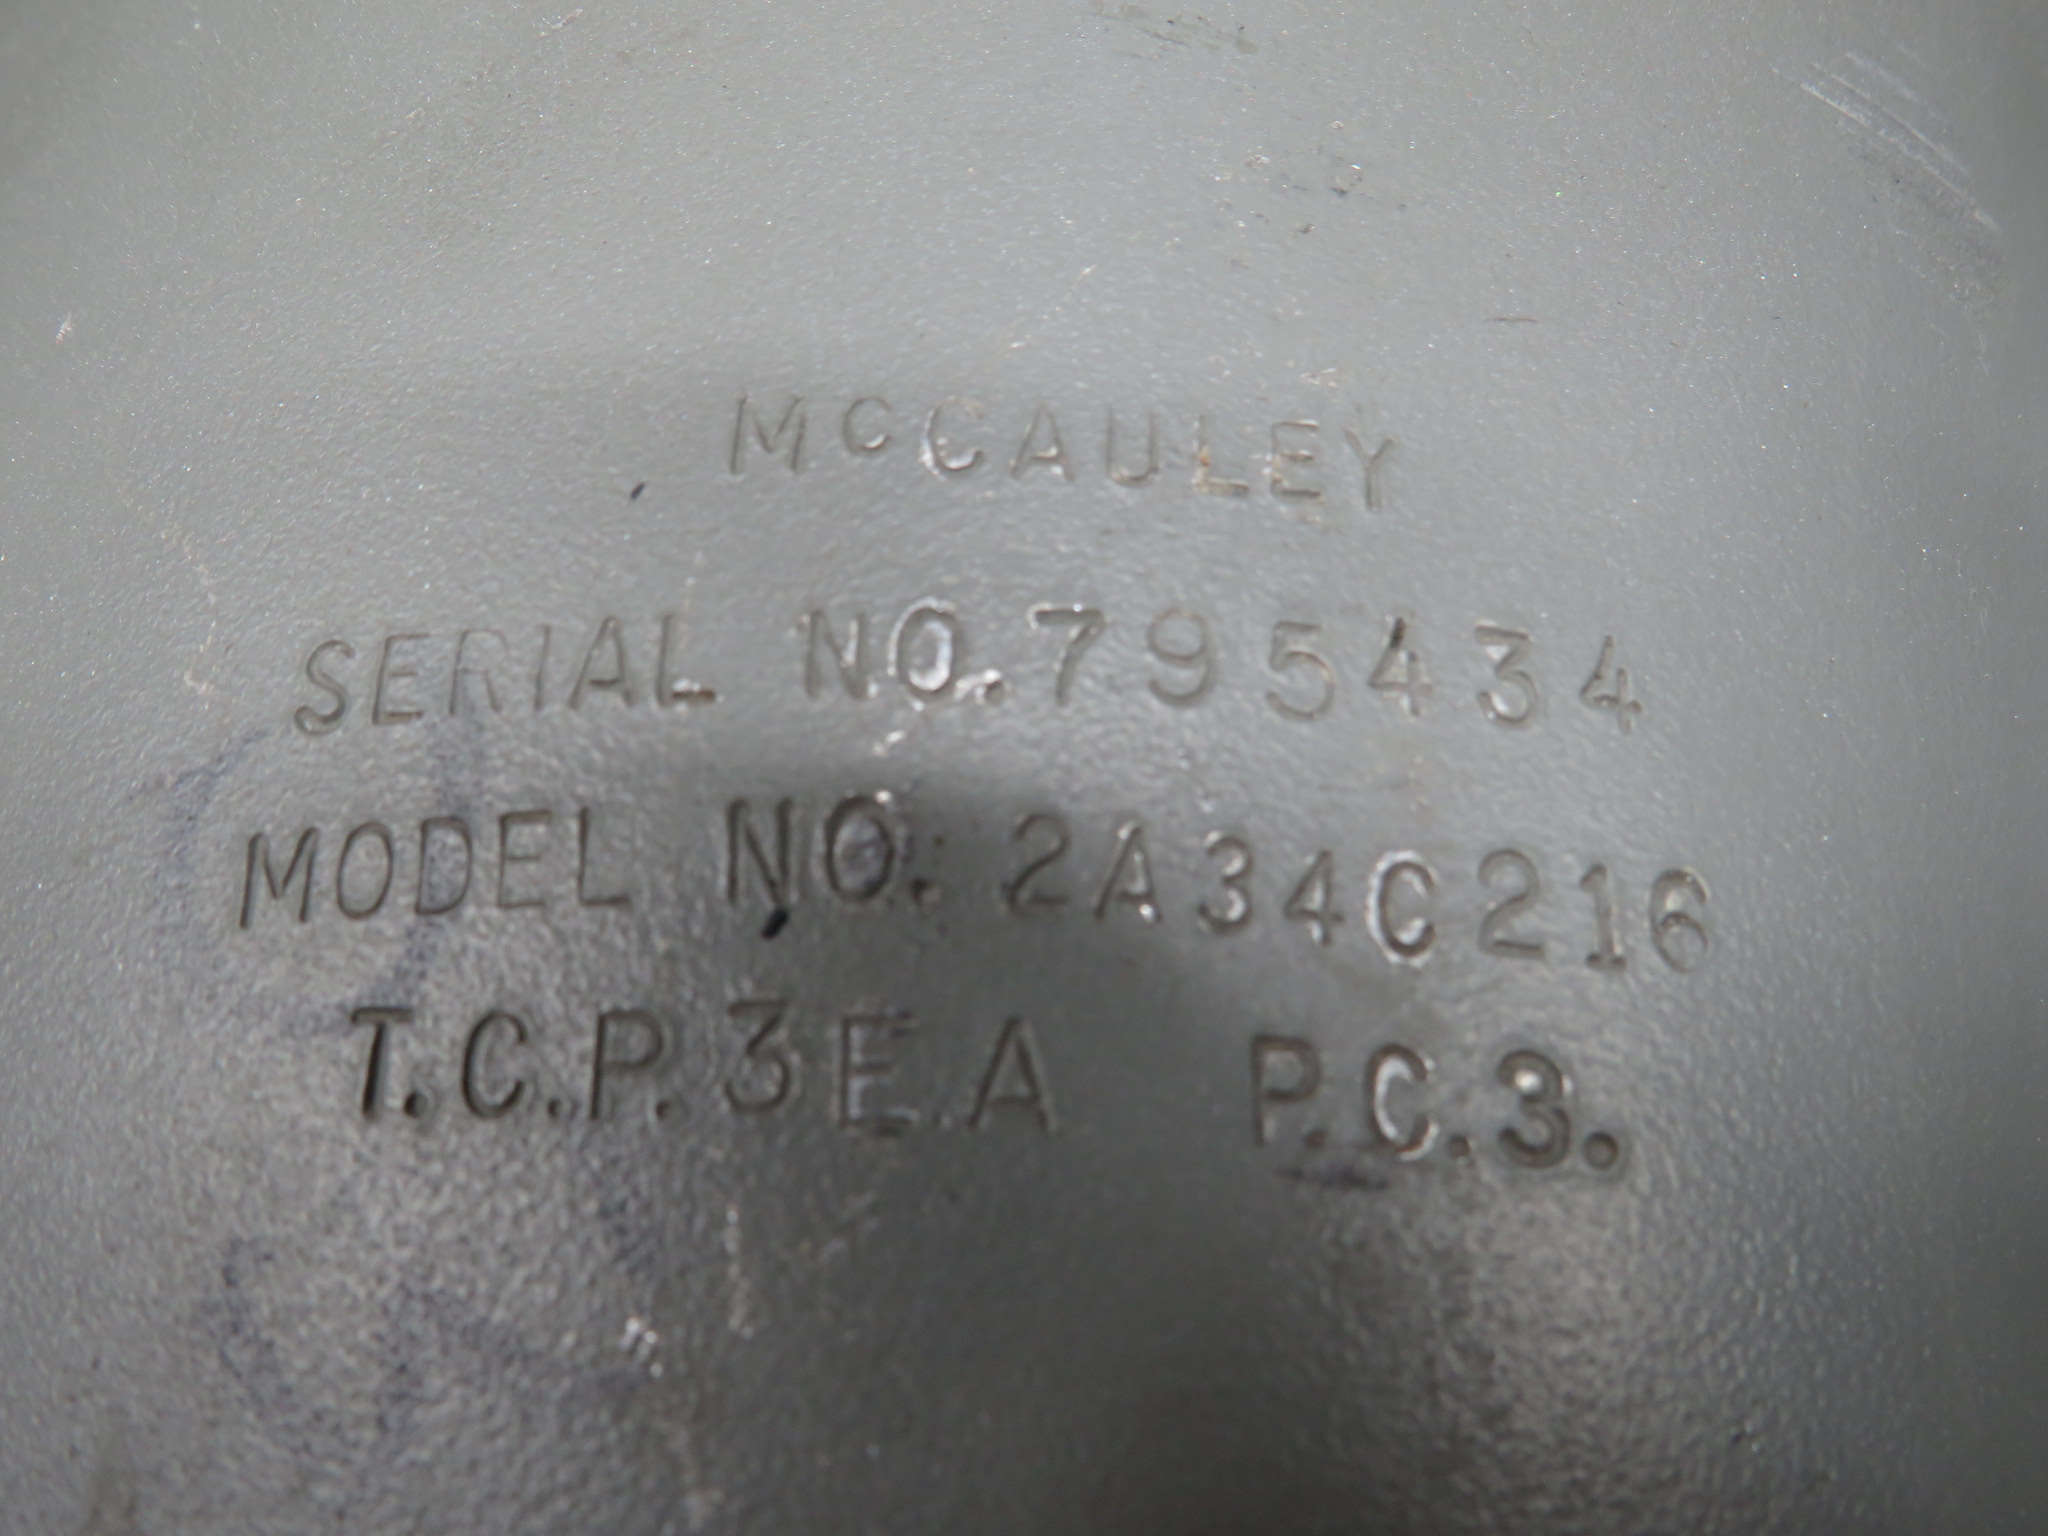 McCAULEY
SERIAL NO. 795434
MODEL NO. 2A34C216
T.C.P.3EA P.C.3.